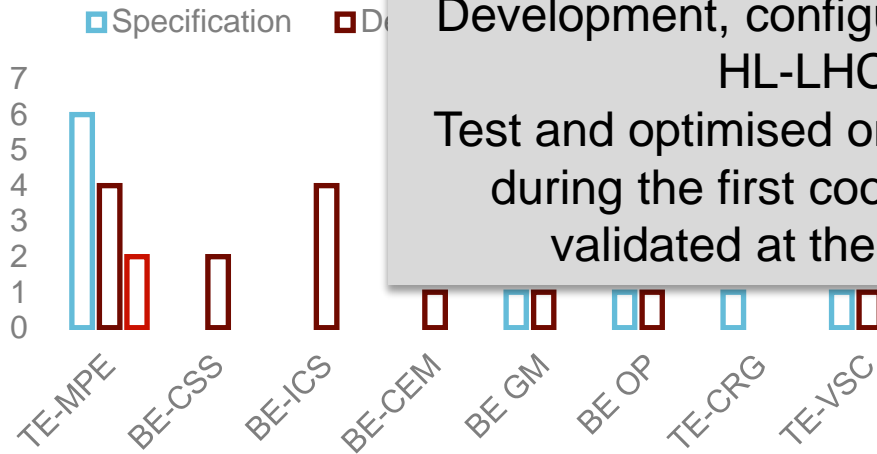 Specification De
Development, configu
HL-LHC
Test and optimised o
during the first coo
validated at the
7
6
5
4
3
2
1
0
TE-MPE
BE-CSS
BE-ICS
BE-CEM
BE GM
BE OP
TE-CRG
TE-VSC